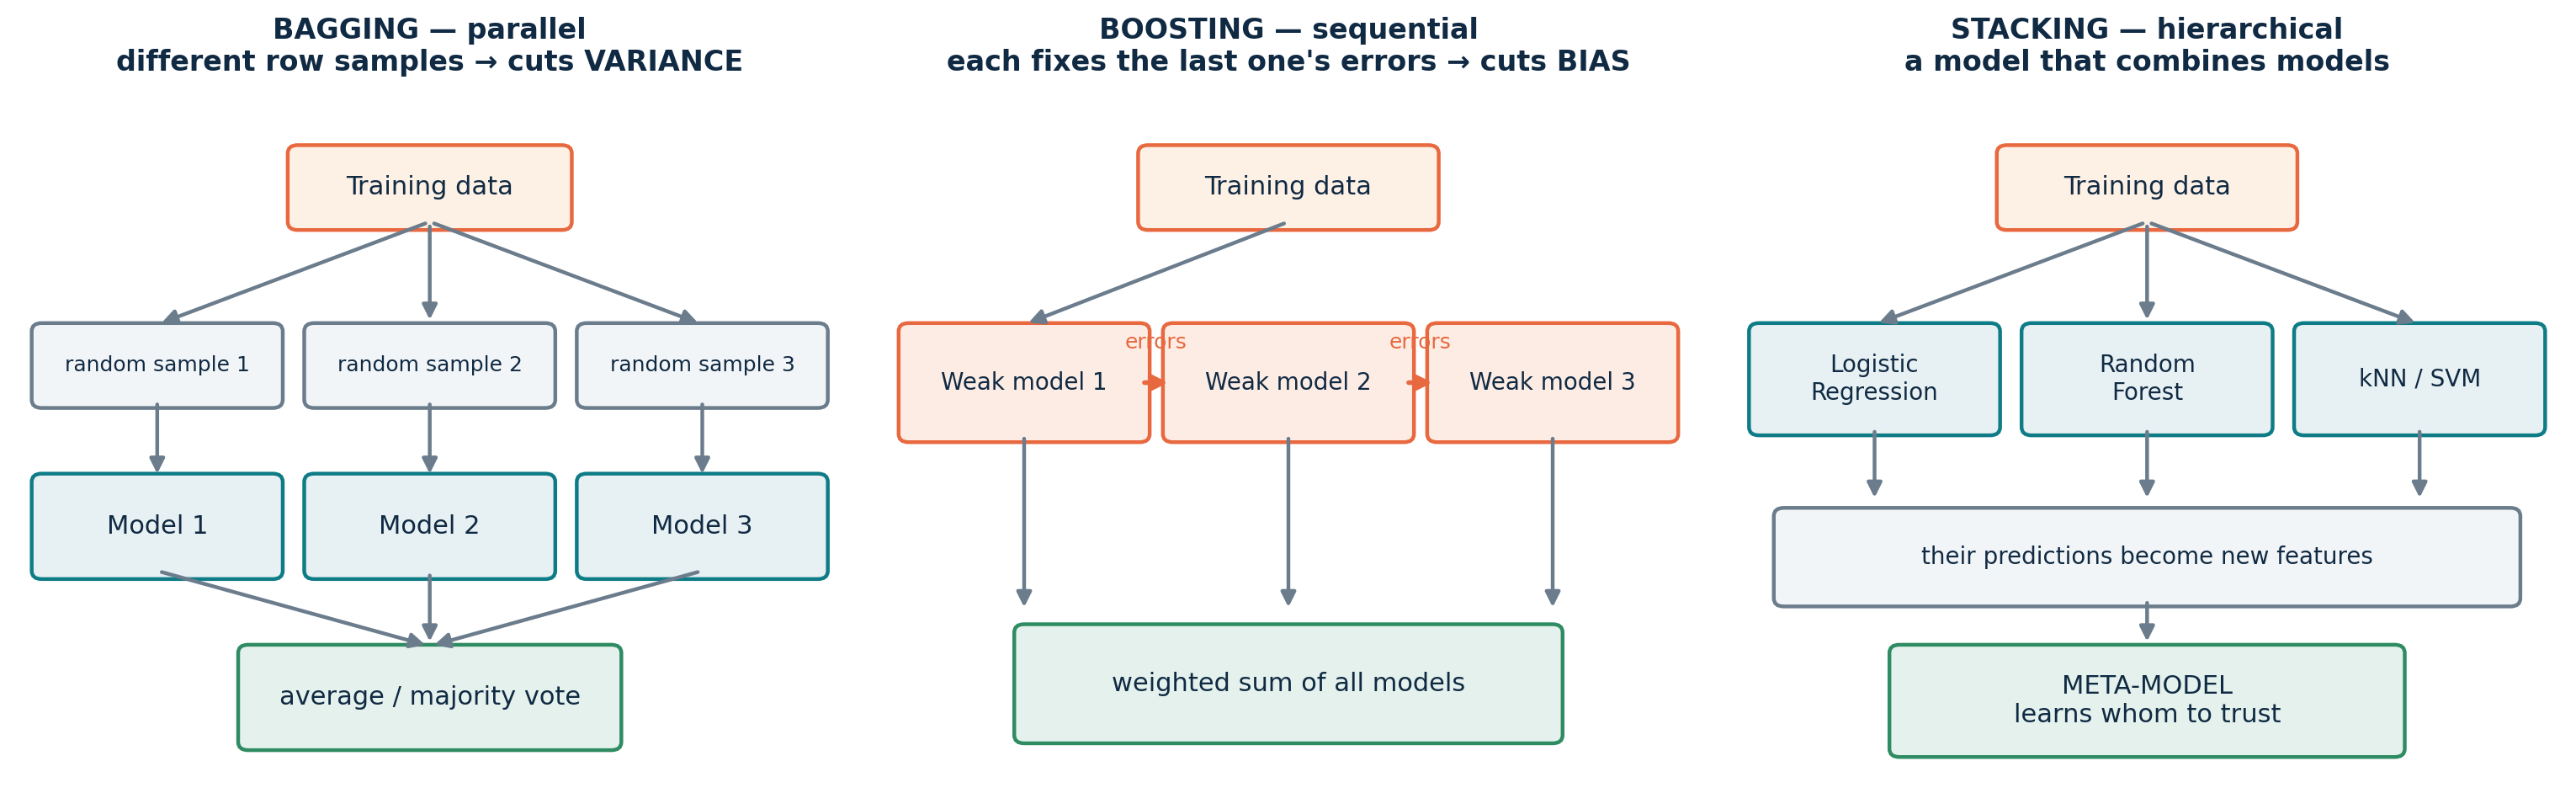 BAGGING — parallel
different row samples → cuts VARIANCE
Training data
random sample 1
random sample 2
random sample 3
Model 1
Model 2
Model 3
average / majority vote
BOOSTING — sequential
each fixes the last one's errors → cuts BIAS
Training data
errors
errors
Weak model 1
Weak model 2
Weak model 3
weighted sum of all models
STACKING — hierarchical
a model that combines models
Training data
Logistic
Regression
Random
Forest
kNN / SVM
their predictions become new features
META-MODEL
learns whom to trust